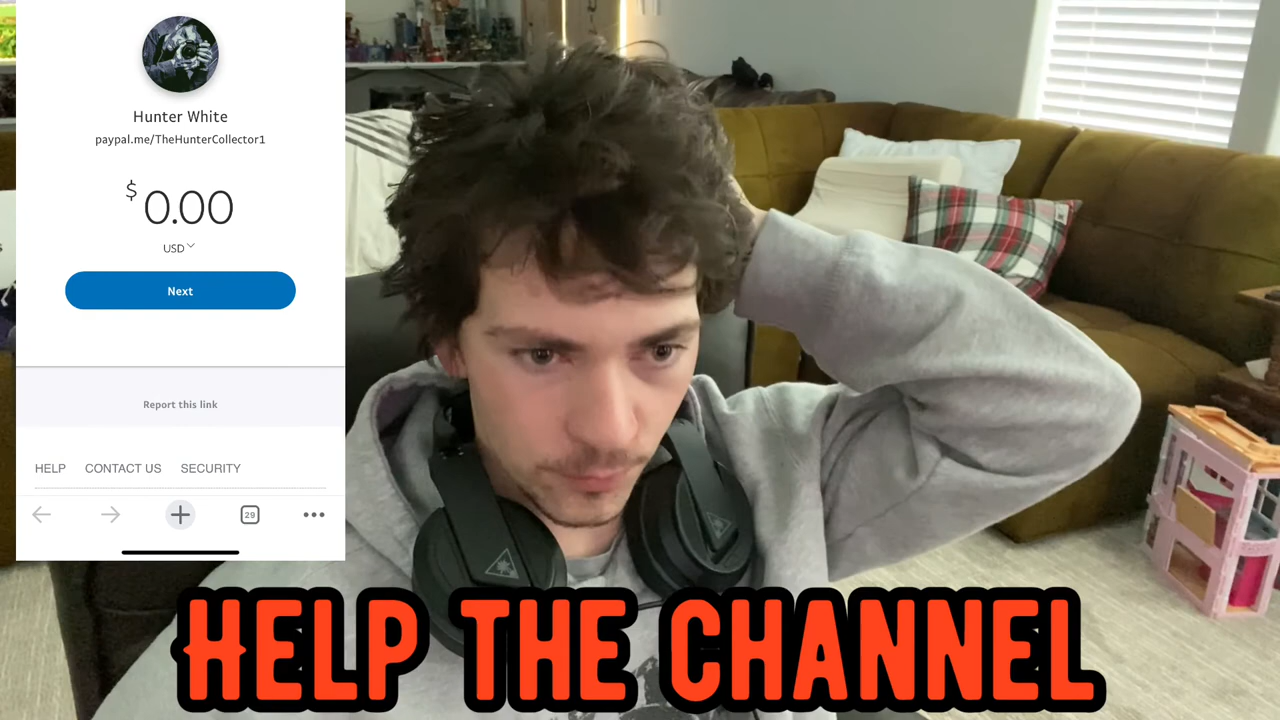 Hunter White
paypal.me/TheHunterCollector1
$ 0.00
USD
Next
Report this link
HELP CONTACT US SECURITY
29
HELP THE CHANNEL